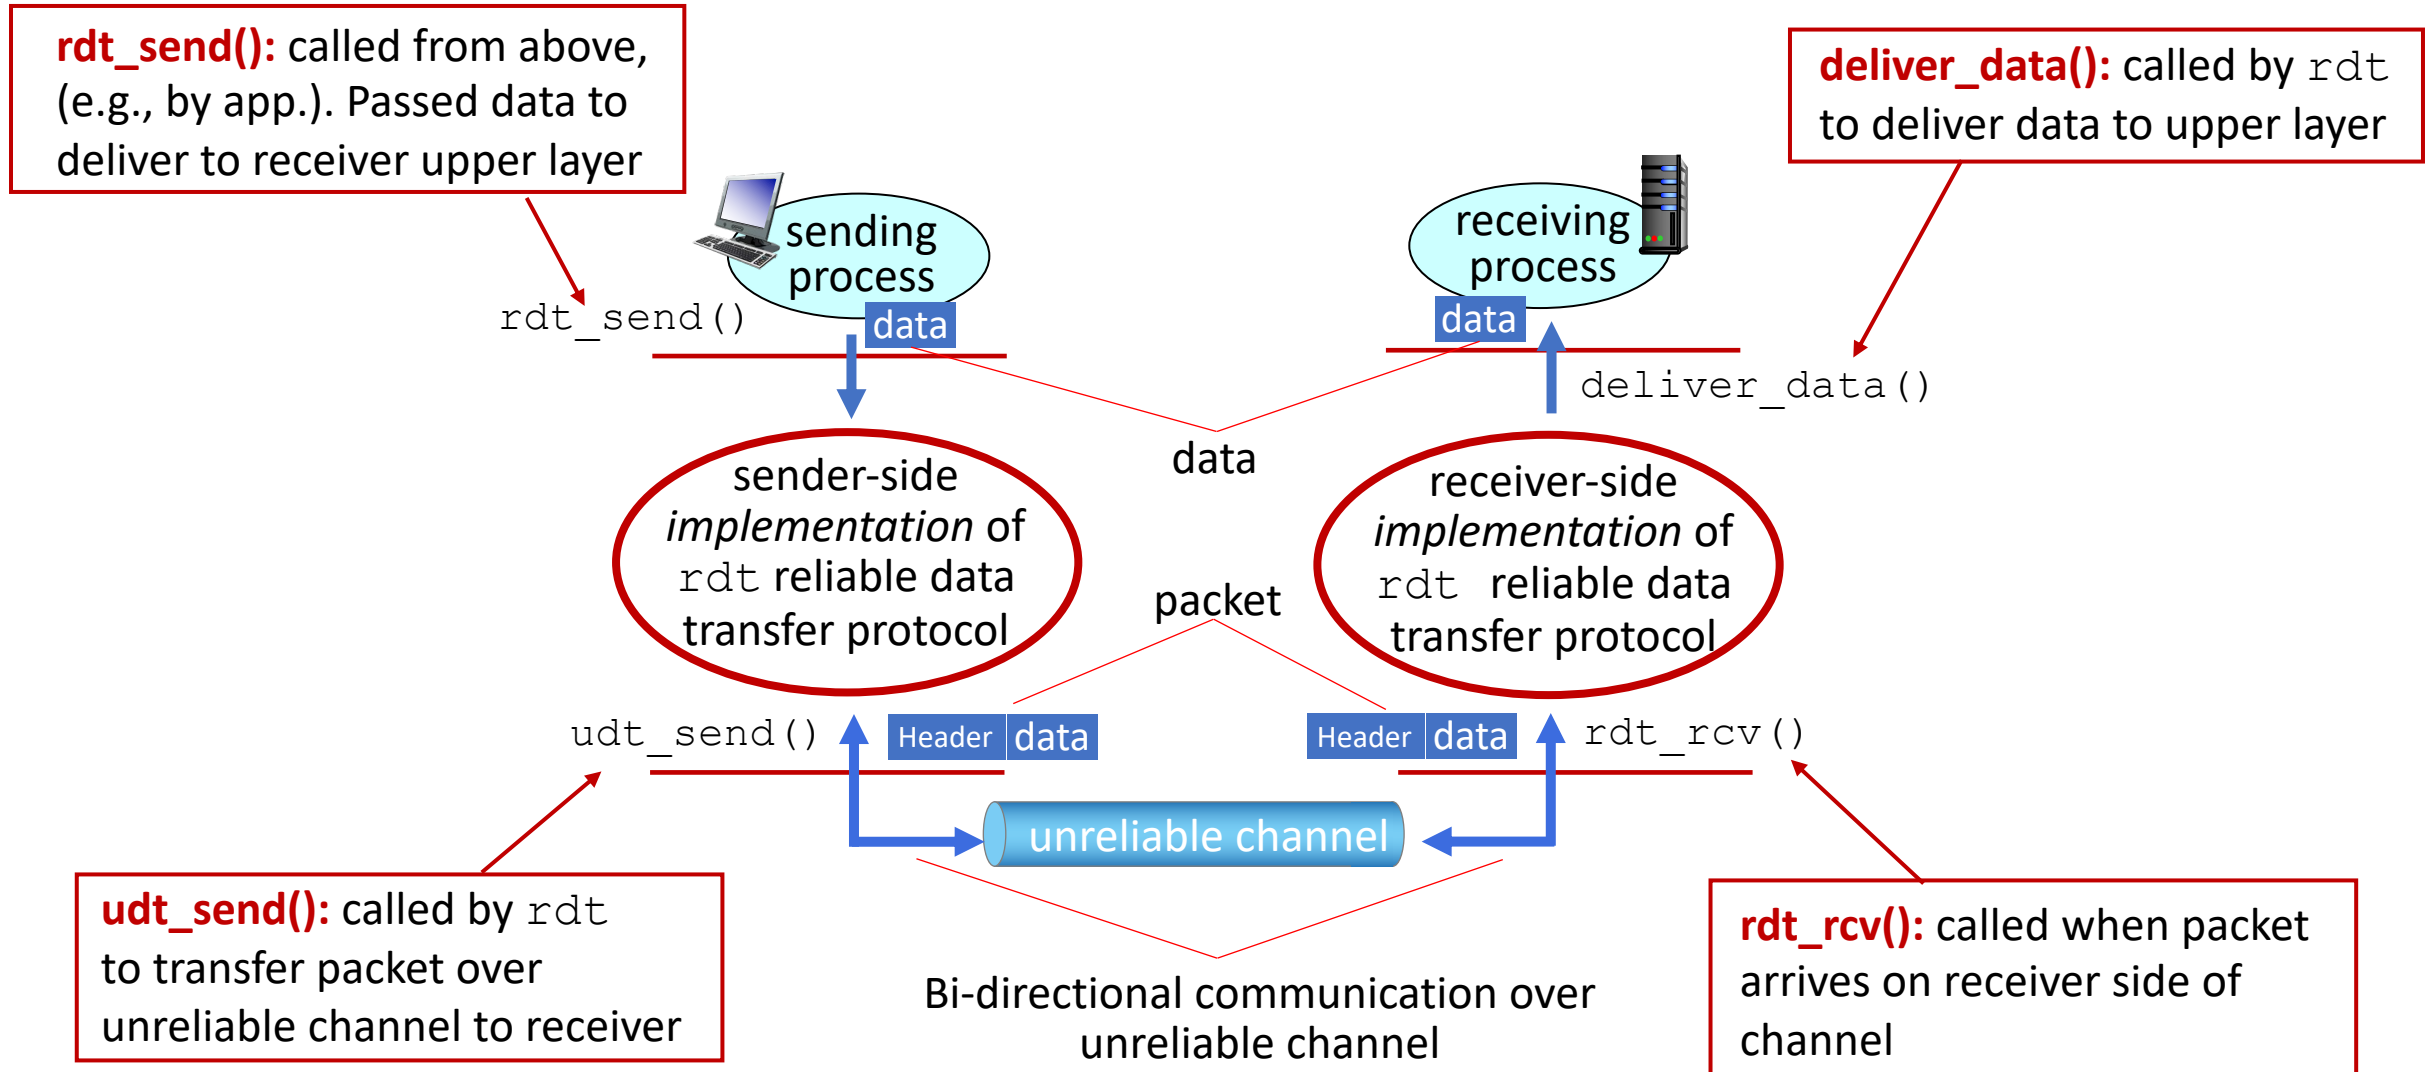 rdt_send(): called from above,
(e.g., by app.). Passed data to
deliver to receiver upper layer
deliver_data(): called by rdt
to deliver data to upper layer
sending
process
receiving
process
rdt_send()
data
data
deliver_data()
data
sender-side
implementation of
rdt reliable data
transfer protocol
receiver-side
implementation of
rdt reliable data
transfer protocol
packet
udt_send()
Header data
Header data
rdt_rcv()
unreliable channel
udt_send(): called by rdt
to transfer packet over
unreliable channel to receiver
Bi-directional communication over
unreliable channel
rdt_rcv(): called when packet
arrives on receiver side of
channel